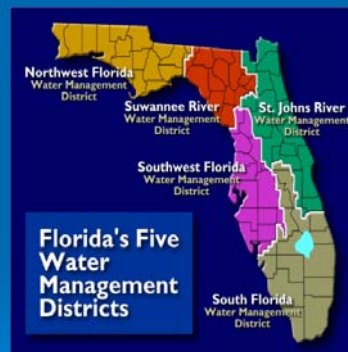 Northwest Florida
Water Management
District
Suwannee River
Water Management
District
St. Johns River
Water Management
District
Southwest Florida
Water Management
District
Florida's Five
Water
Management
Districts
South Florida
Water Management
District